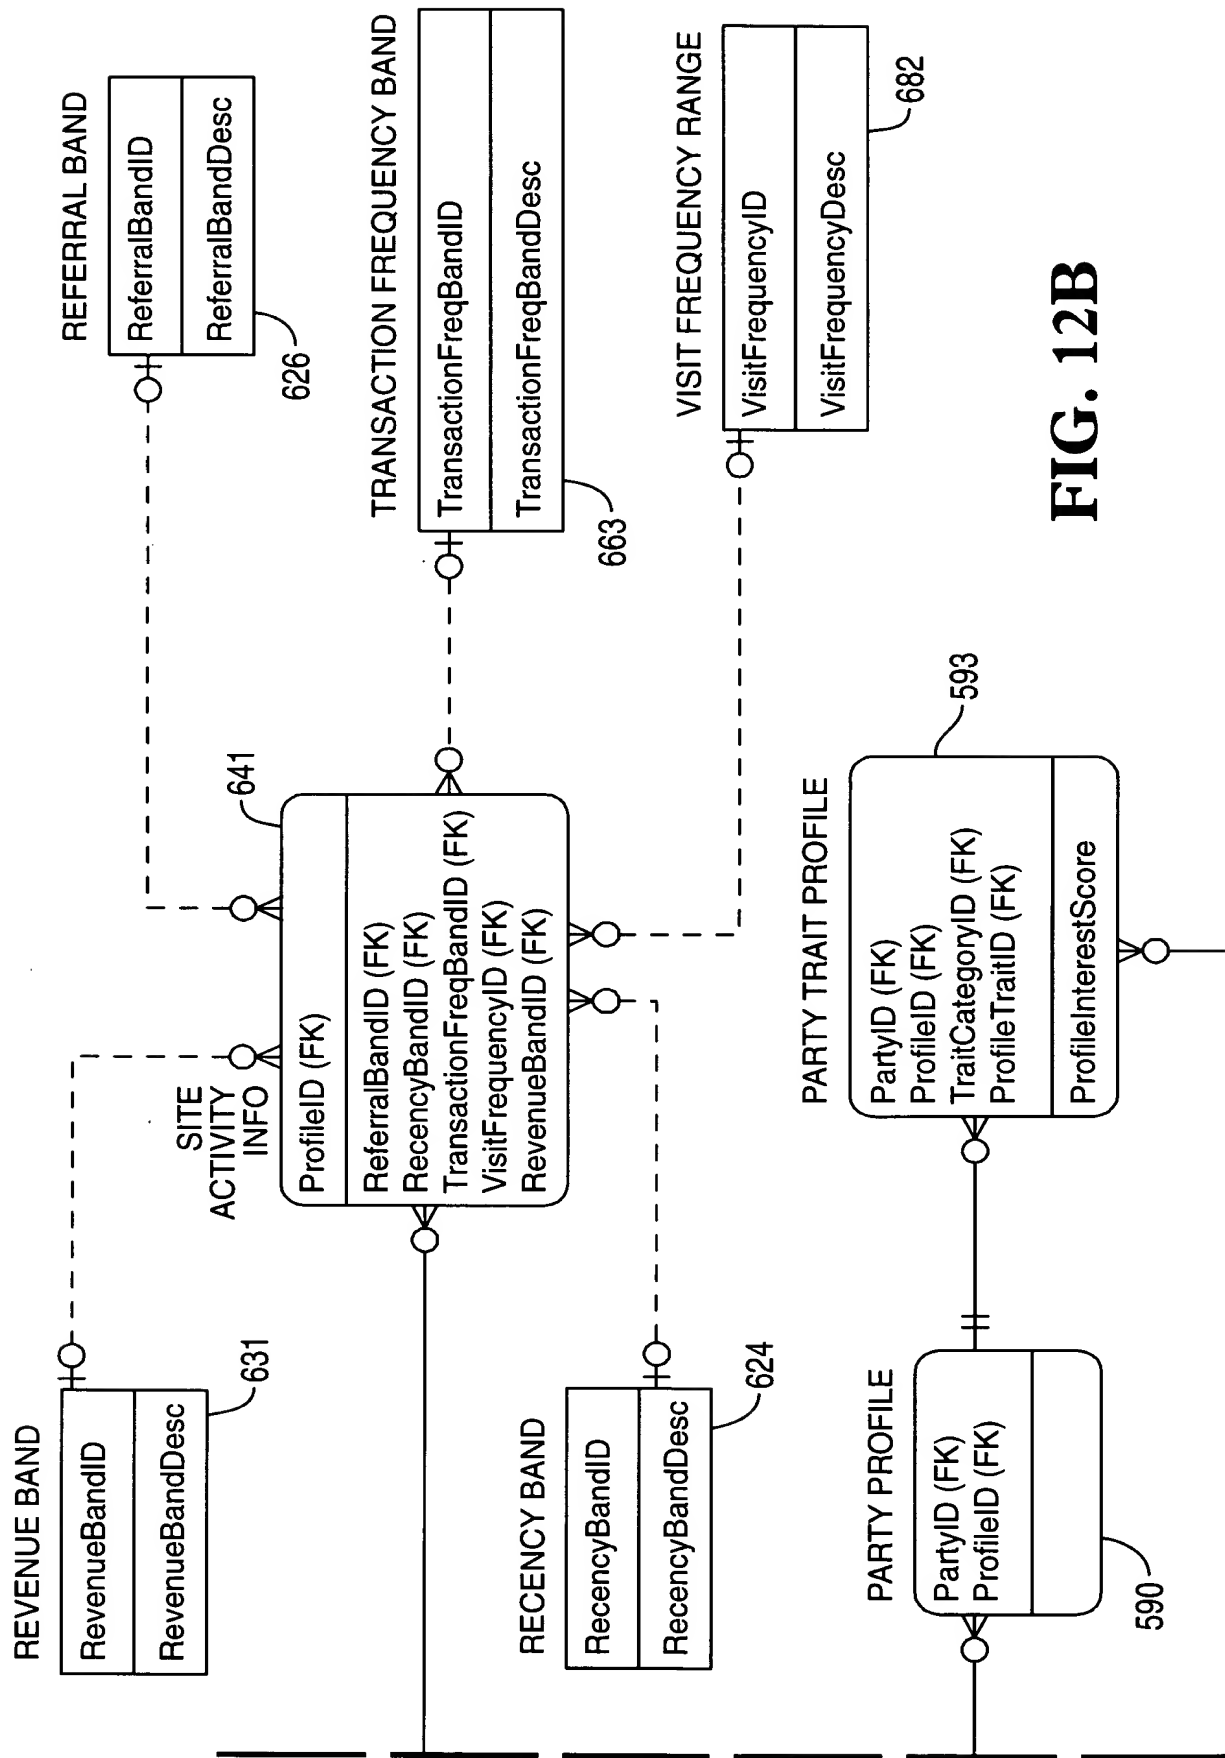 REVENUE BAND
RevenueBandID
RevenueBandDesc
631
REFERRAL BAND
ReferralBandID
ReferralBandDesc
626
SITE
ACTIVITY
INFO
641
ProfileID (FK)
ReferralBandID (FK)
RecencyBandID (FK)
TransactionFreqBandID (FK)
VisitFrequencyID (FK)
RevenueBandID (FK)
TRANSACTION FREQUENCY BAND
TransactionFreqBandID
TransactionFreqBandDesc
663
RECENCY BAND
RecencyBandID
RecencyBandDesc
624
VISIT FREQUENCY RANGE
VisitFrequencyID
VisitFrequencyDesc
682
PARTY PROFILE
PartyID (FK)
ProfileID (FK)
590
PARTY TRAIT PROFILE
593
PartyID (FK)
ProfileID (FK)
TraitCategoryID (FK)
ProfileTraitID (FK)
ProfileInterestScore
FIG. 12B